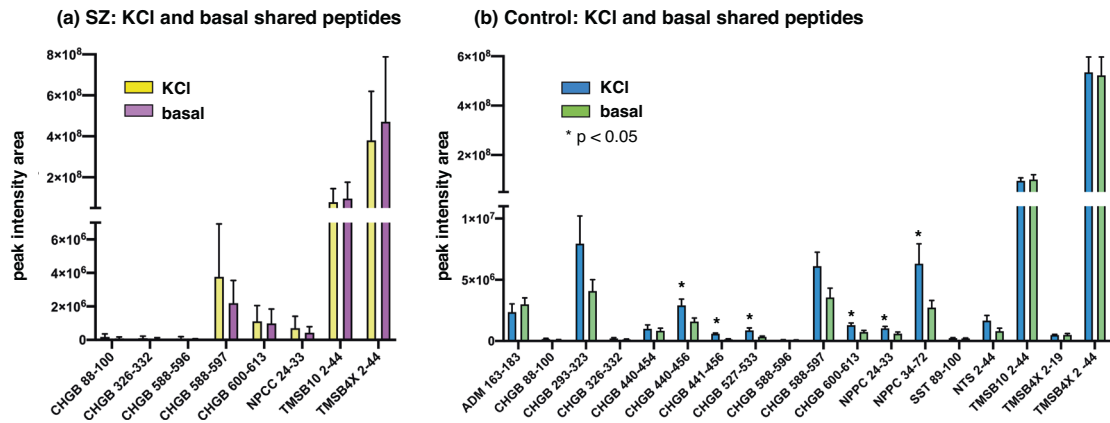 (a) SZ: KCl and basal shared peptides
peak intensity area
8×10⁸
6×10⁸
4×10⁸
2×10⁸
6×10⁶
4×10⁶
2×10⁶
0
KCl
basal
CHGB 88-100
CHGB 326-332
CHGB 588-596
CHGB 588-597
CHGB 600-613
NPCC 24-33
TMSB10 2-44
TMSB4X 2-44
(b) Control: KCl and basal shared peptides
peak intensity area
6×10⁸
4×10⁸
2×10⁸
1×10⁷
5×10⁶
0
KCl
basal
* p < 0.05
* * * * * *
ADM 163-183
CHGB 88-100
CHGB 293-323
CHGB 326-332
CHGB 440-454
CHGB 440-456
CHGB 441-456
CHGB 527-533
CHGB 588-596
CHGB 588-597
CHGB 600-613
NPPC 24-33
NPPC 34-72
SST 89-100
NTS 2-44
TMSB10 2-44
TMSB4X 2-19
TMSB4X 2 -44